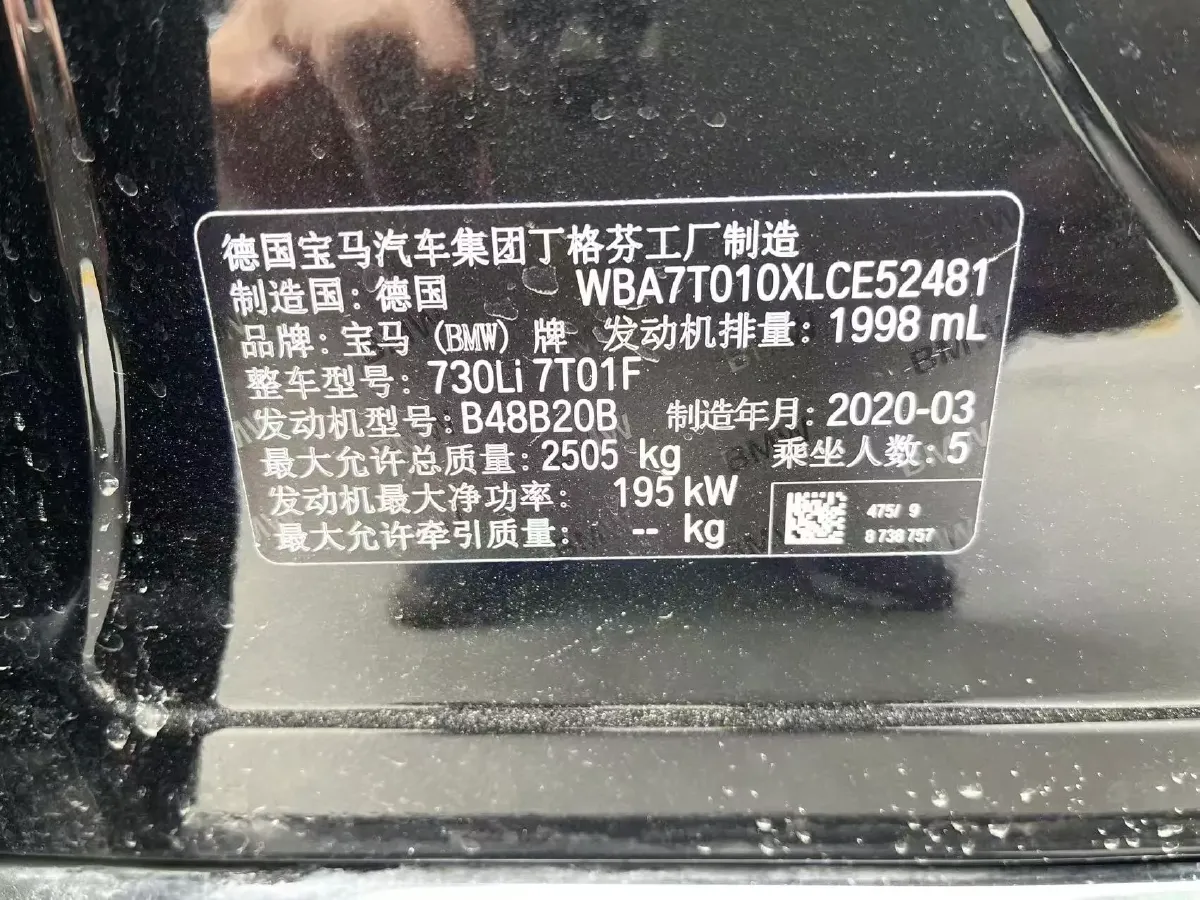 德国宝马汽车集团丁格芬工厂制造
制造国：德国 WBA7T010XLCE52481
品牌：宝马（BMW）牌 发动机排量：1998 mL
整车型号：730Li 7T01F
发动机型号：B48B20B 制造年月：2020-03
最大允许总质量：2505 kg 乘坐人数：5
发动机最大净功率： 195 kW
最大允许牵引质量： -- kg
475/ 9
8 738 757